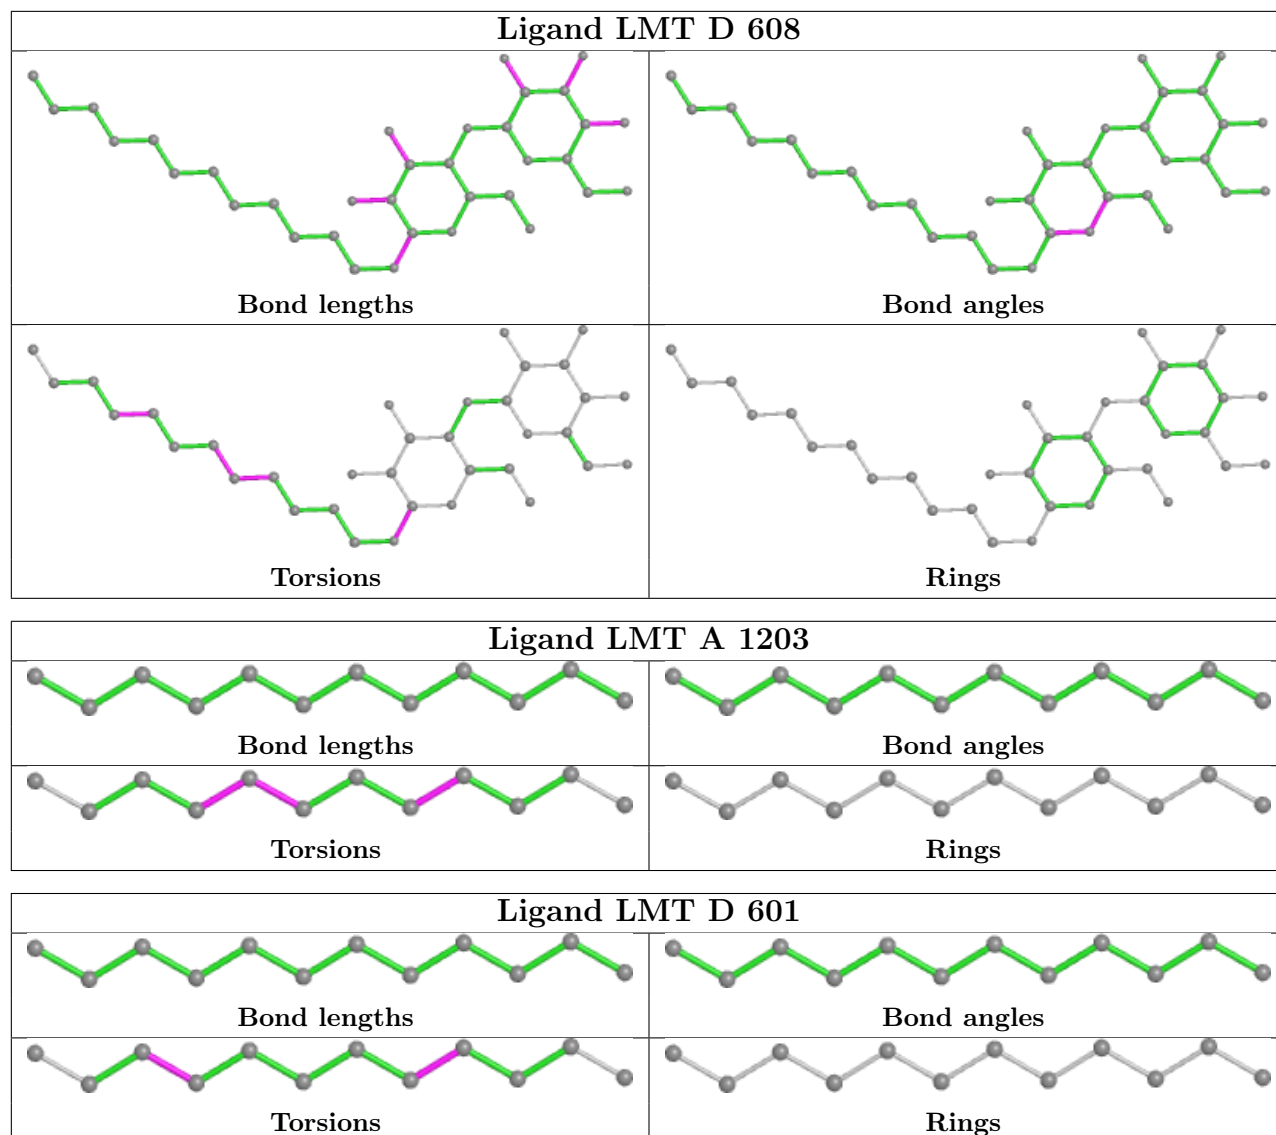 Ligand LMT D 608
Bond lengths
Bond angles
Torsions
Rings
Ligand LMT A 1203
Bond lengths
Bond angles
Torsions
Rings
Ligand LMT D 601
Bond lengths
Bond angles
Torsions
Rings